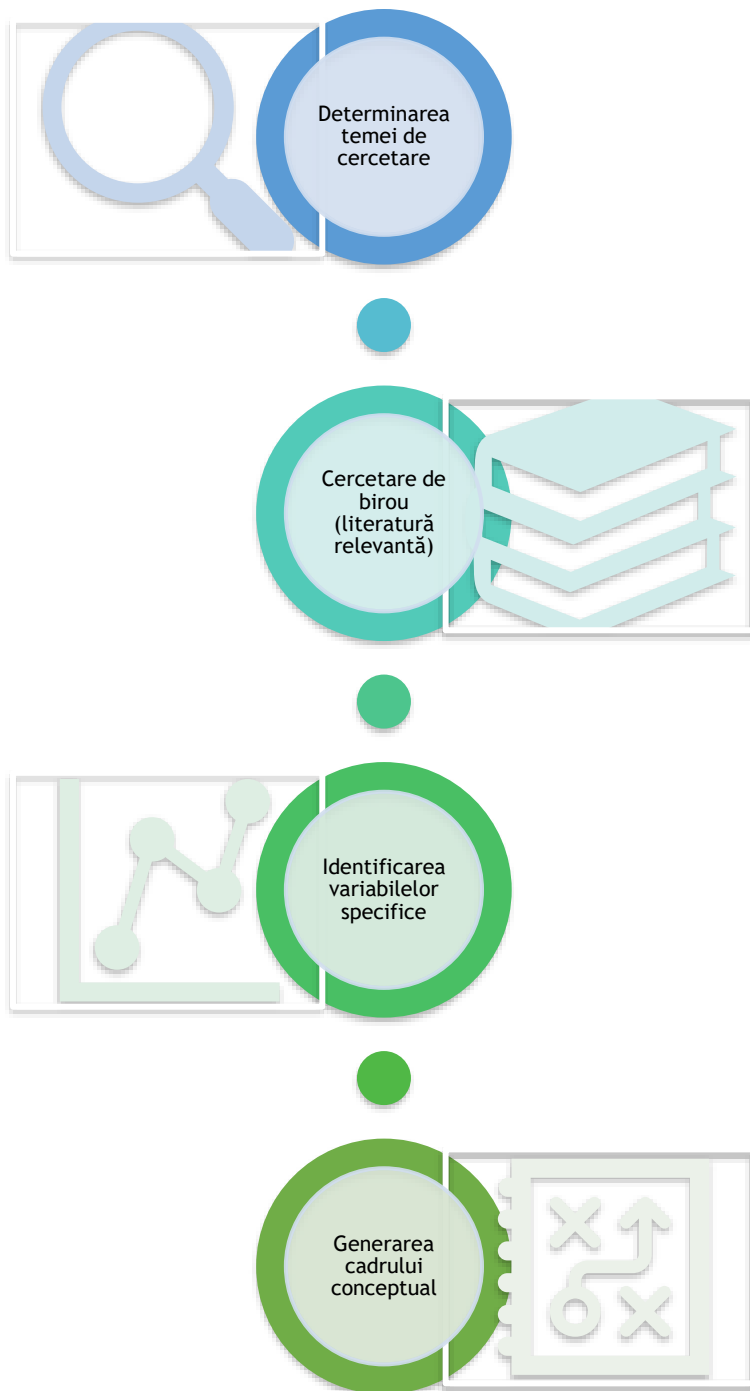 Determinarea
temei de
cercetare
Cercetare de
birou
(literatură
relevantă)
Identificarea
variabilelor
specifice
Generarea
cadrului
conceptual